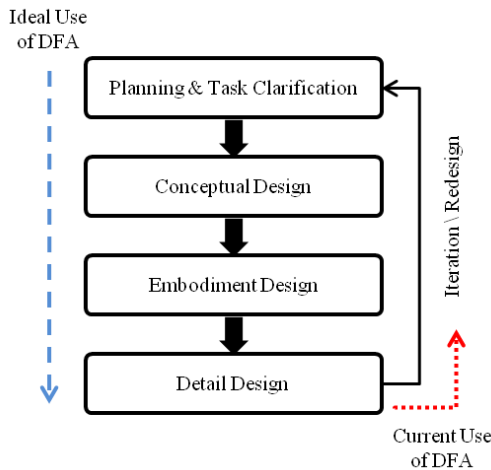 Ideal Use
of DFA
Planning & Task Clarification
Conceptual Design
Embodiment Design
Detail Design
Iteration \ Redesign
Current Use
of DFA